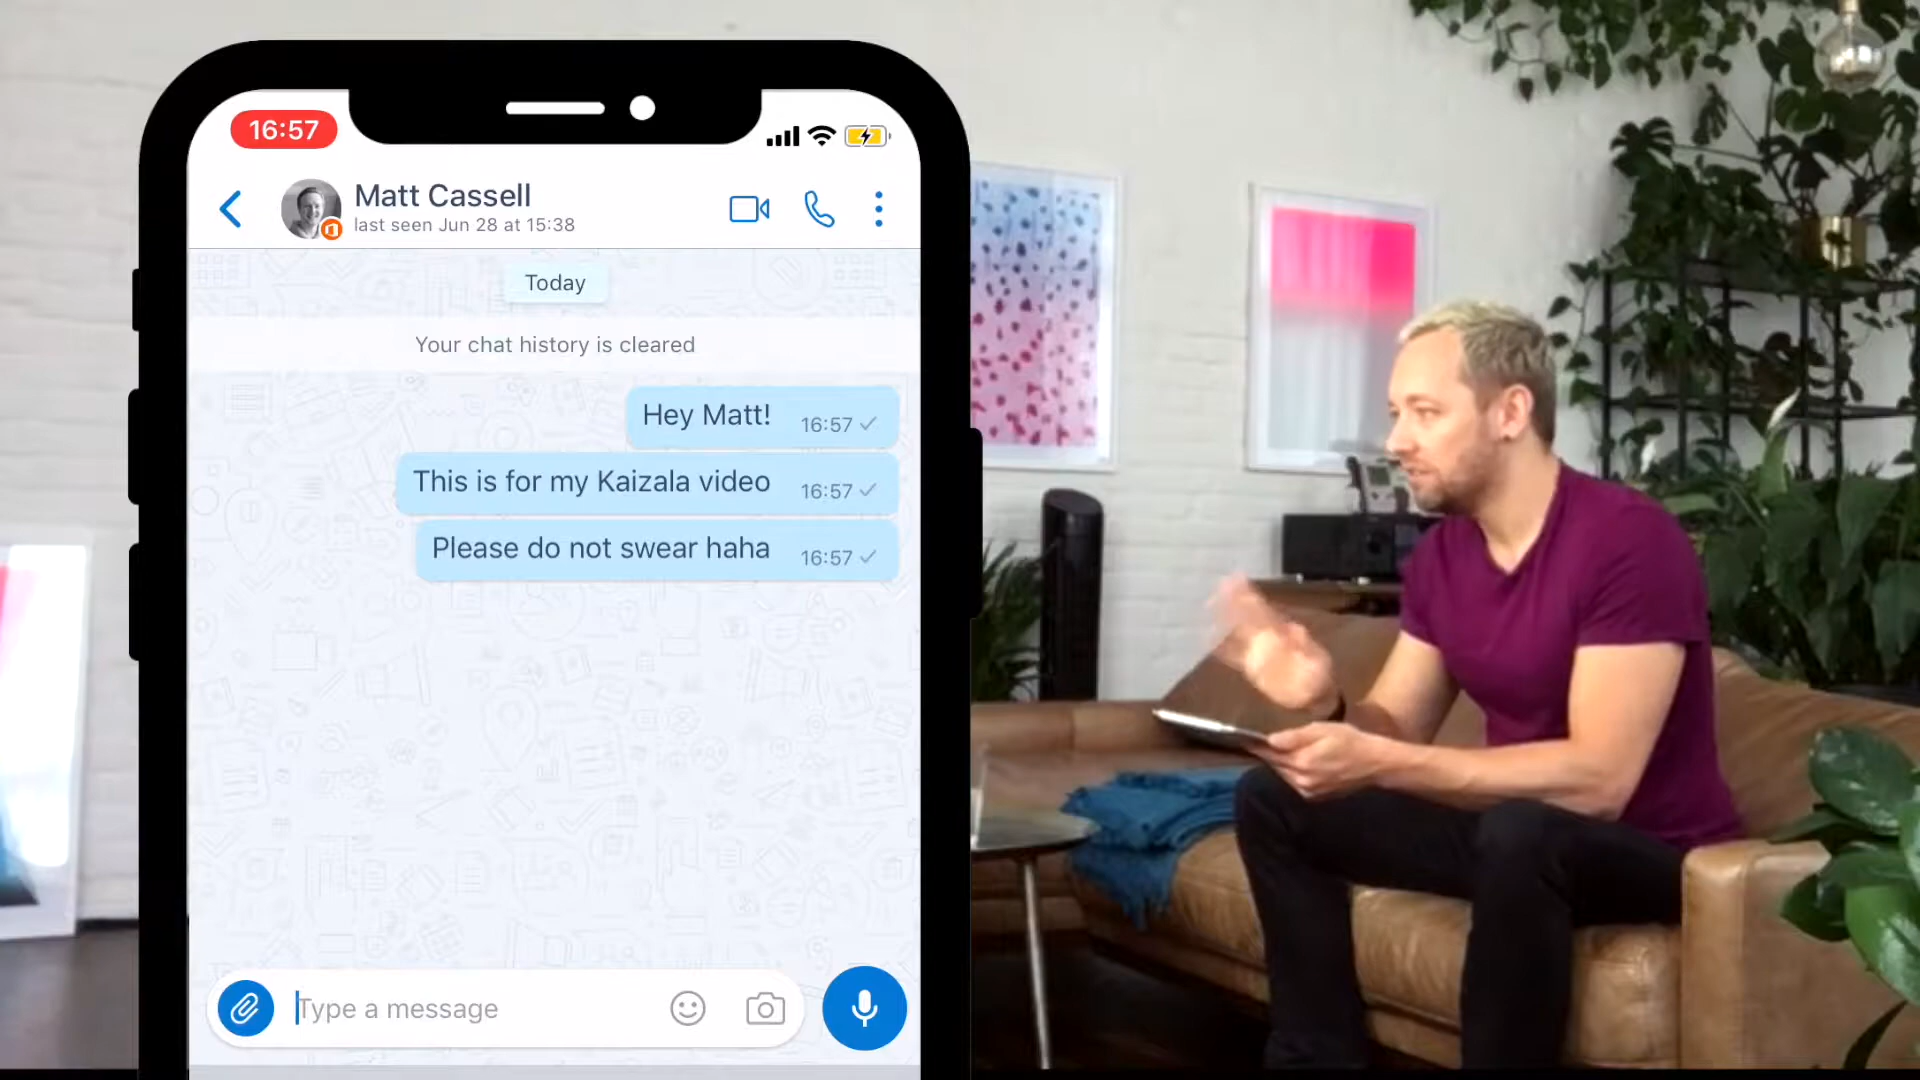 16:57
Matt Cassell
last seen Jun 28 at 15:38
Today
Your chat history is cleared
Hey Matt! 16:57
This is for my Kaizala video 16:57
Please do not swear haha 16:57
Type a message